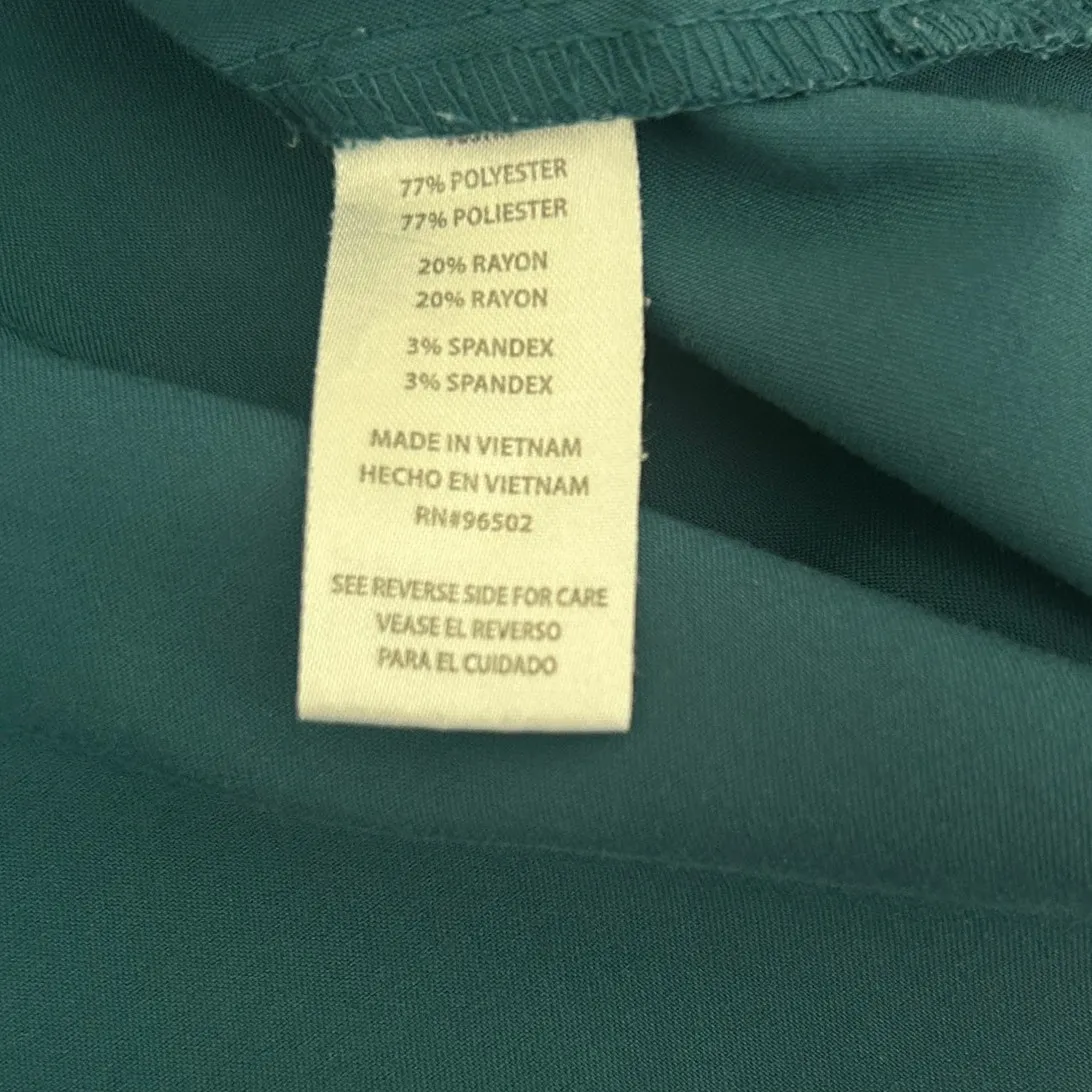 77% POLYESTER
77% POLIESTER
20% RAYON
20% RAYON
3% SPANDEX
3% SPANDEX
MADE IN VIETNAM
HECHO EN VIETNAM
RN#96502
SEE REVERSE SIDE FOR CARE
VEASE EL REVERSO
PARA EL CUIDADO